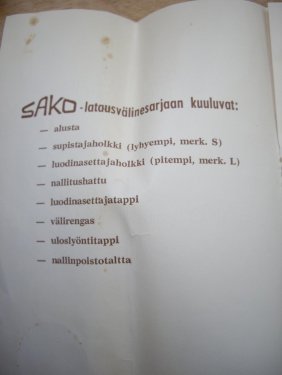 SAKO -latausvälinesarjaan kuuluvat:
— alusta
— supistajaholkki (lyhyempi, merk. S)
— luodinasettajaholkki (pitempi, merk. L)
— nallitushattu
— luodinasettajatappi
— välirengas
— uloslyöntitappi
— nallinpoistotaltta